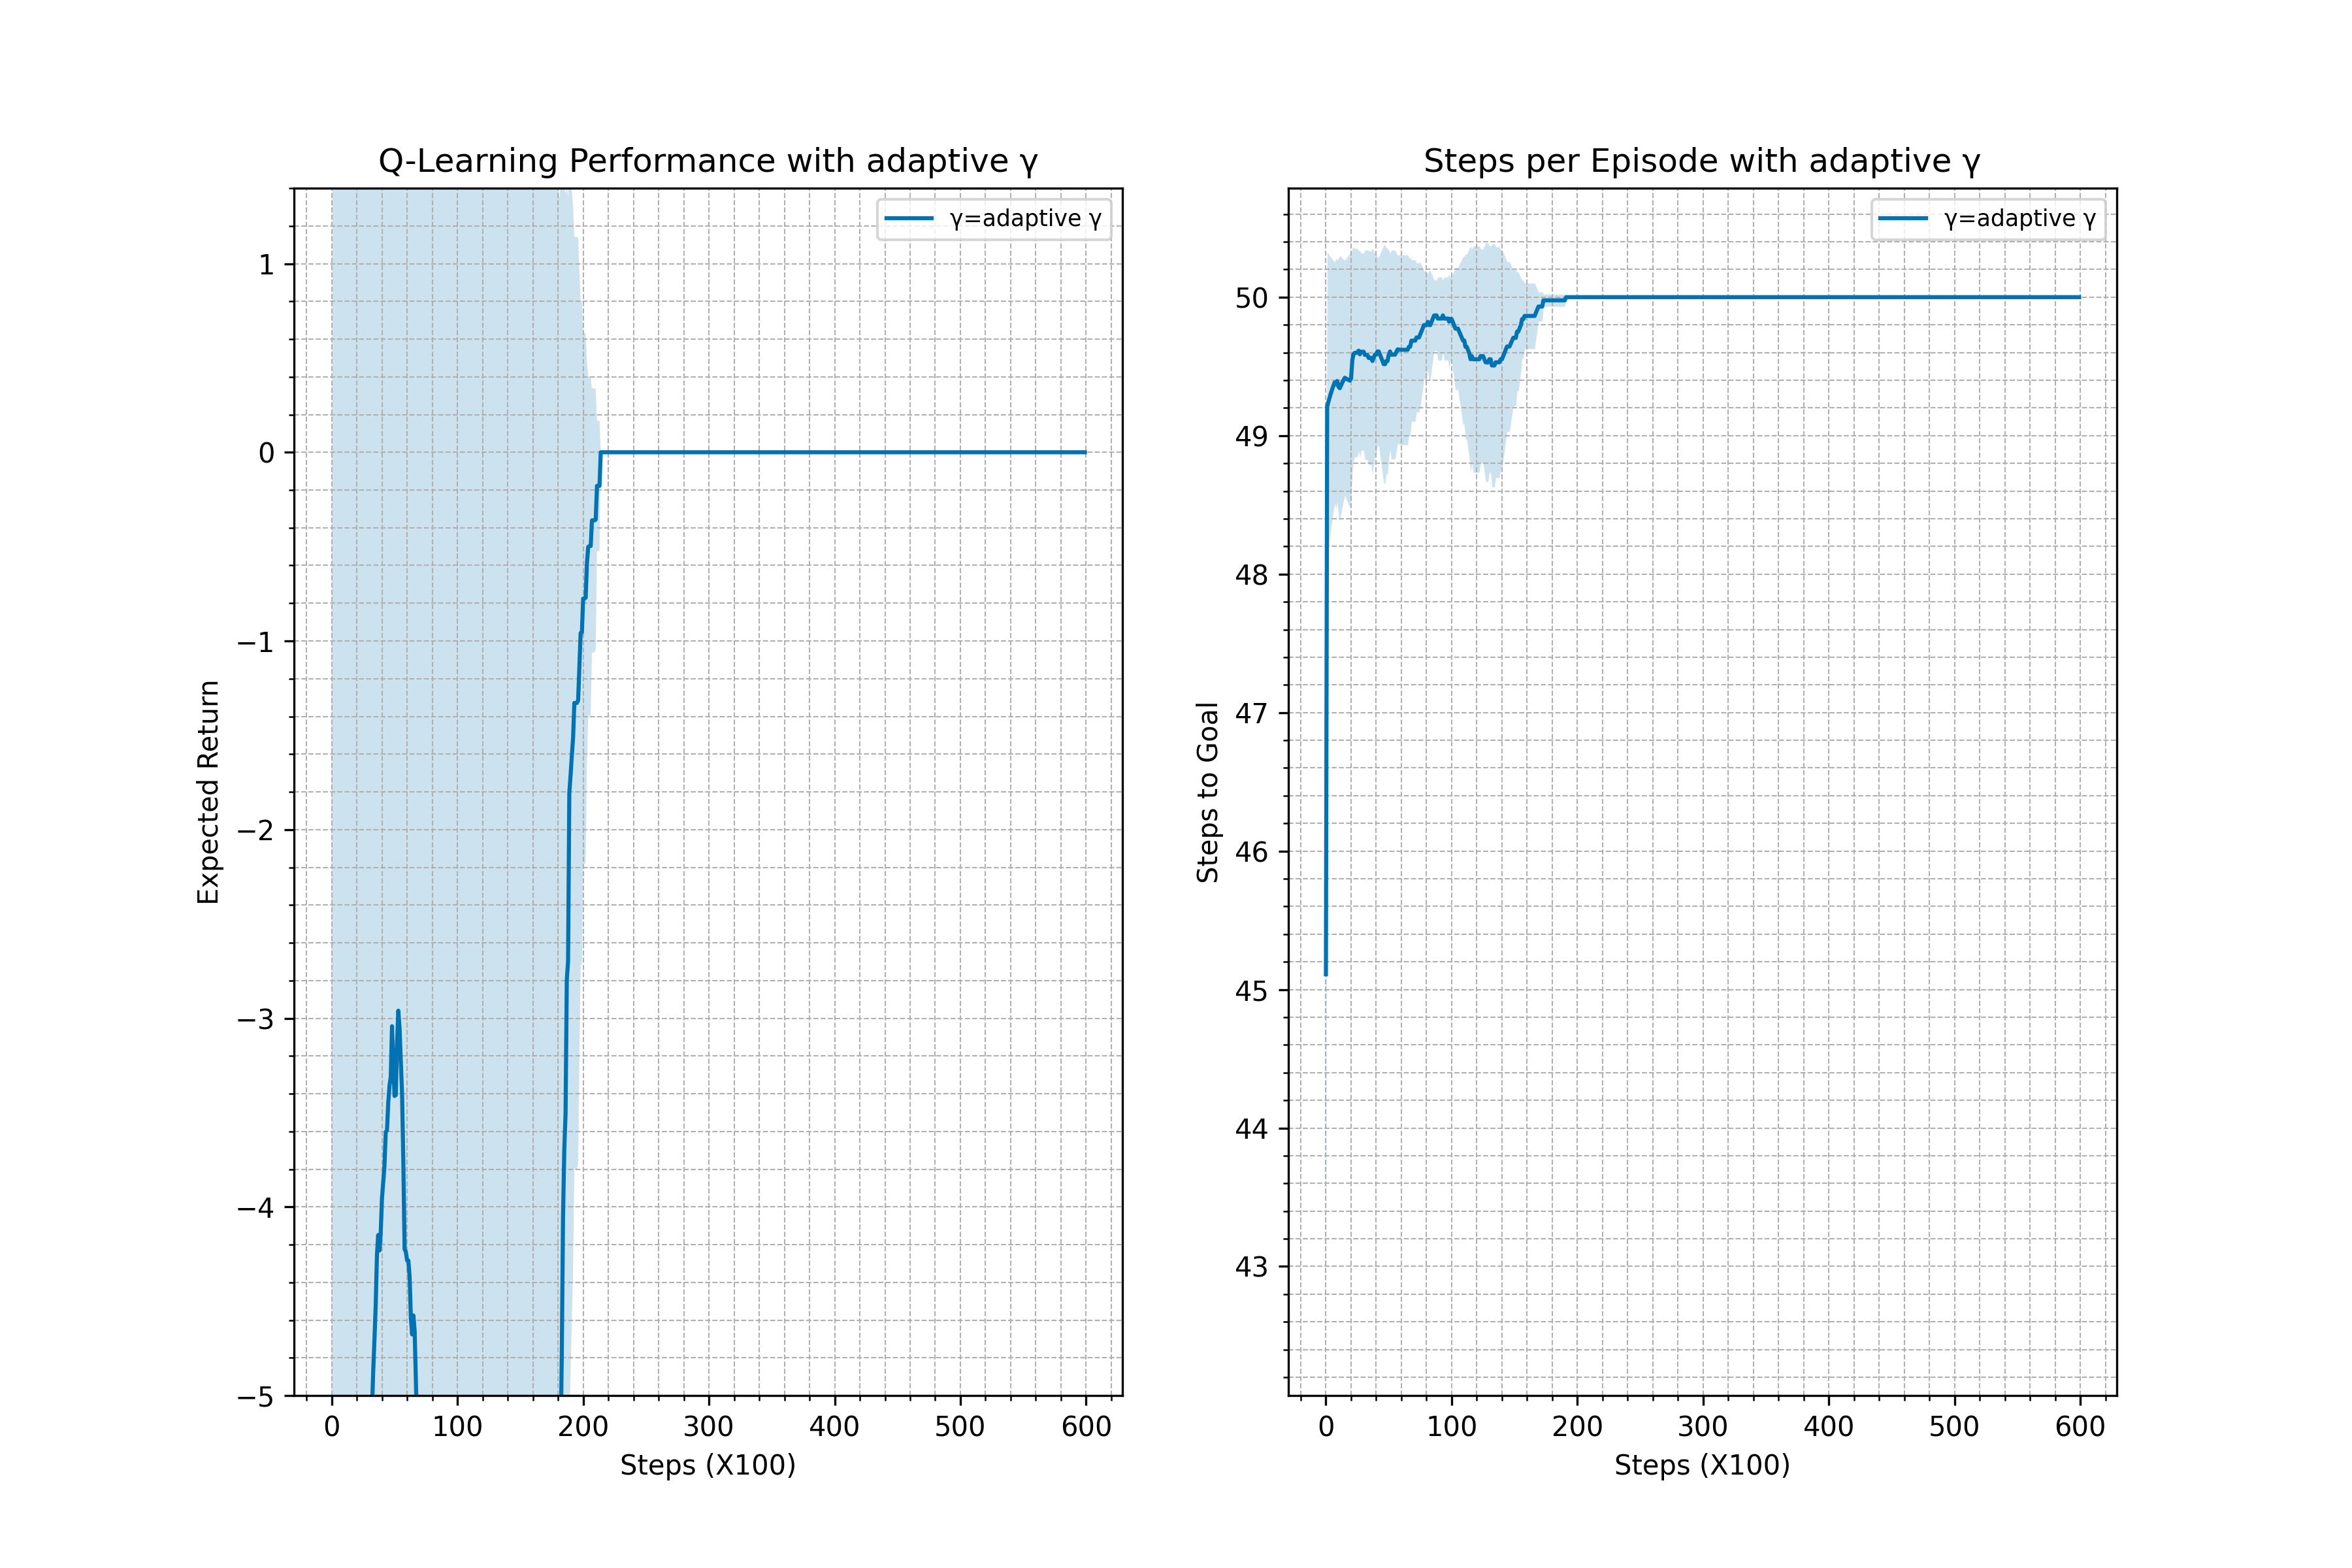 Q-Learning Performance with adaptive γ
γ=adaptive γ
Expected Return
1
0
−1
−2
−3
−4
−5
0 100 200 300 400 500 600
Steps (X100)
Steps per Episode with adaptive γ
γ=adaptive γ
Steps to Goal
50
49
48
47
46
45
44
43
0 100 200 300 400 500 600
Steps (X100)